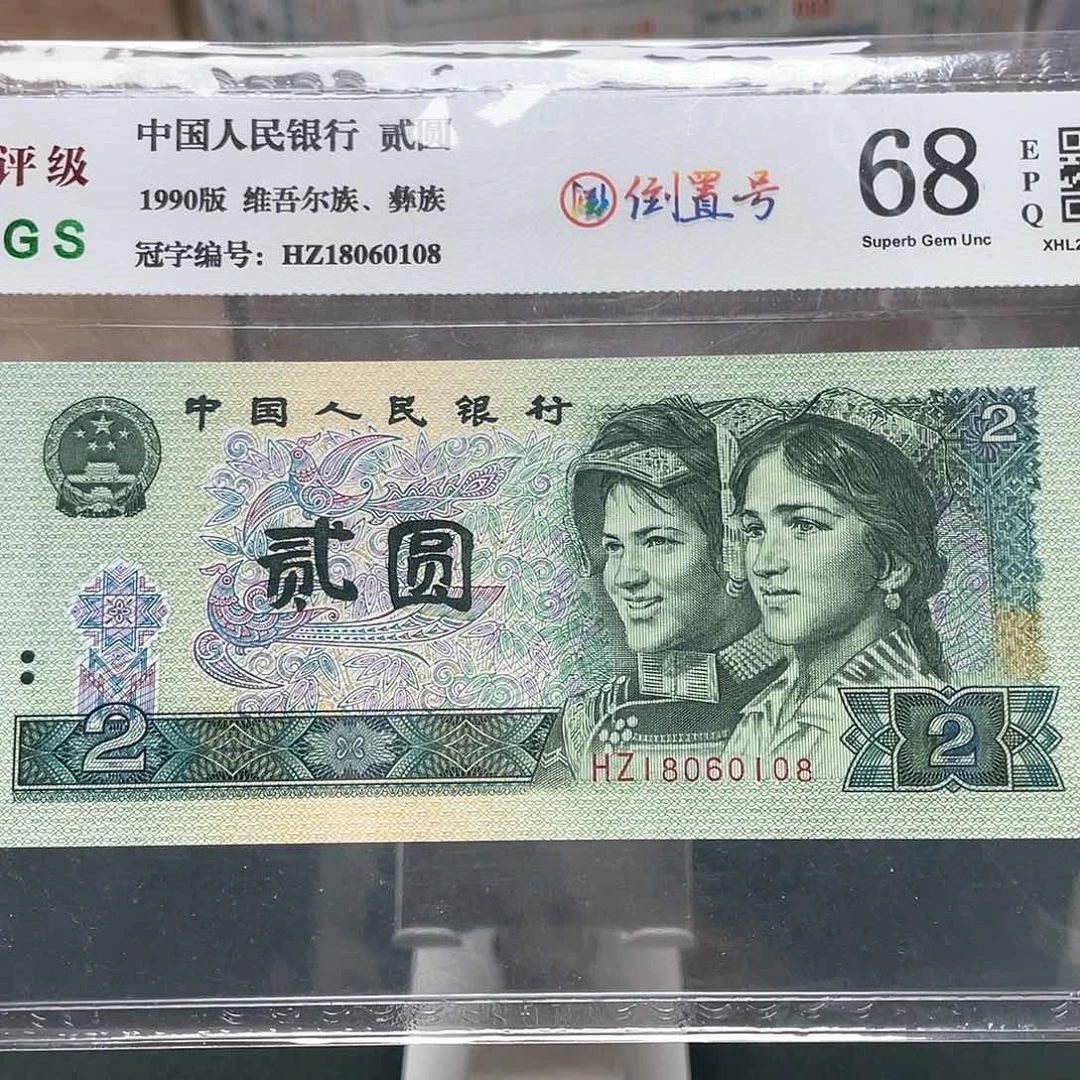 评级
GS
中国人民银行 贰圆
1990版 维吾尔族、彝族
冠字编号：HZ18060108
倒置号
68
Superb Gem Unc
EPQ
XHL2
中国人民银行
贰圆
2
2
2
HZ18060108